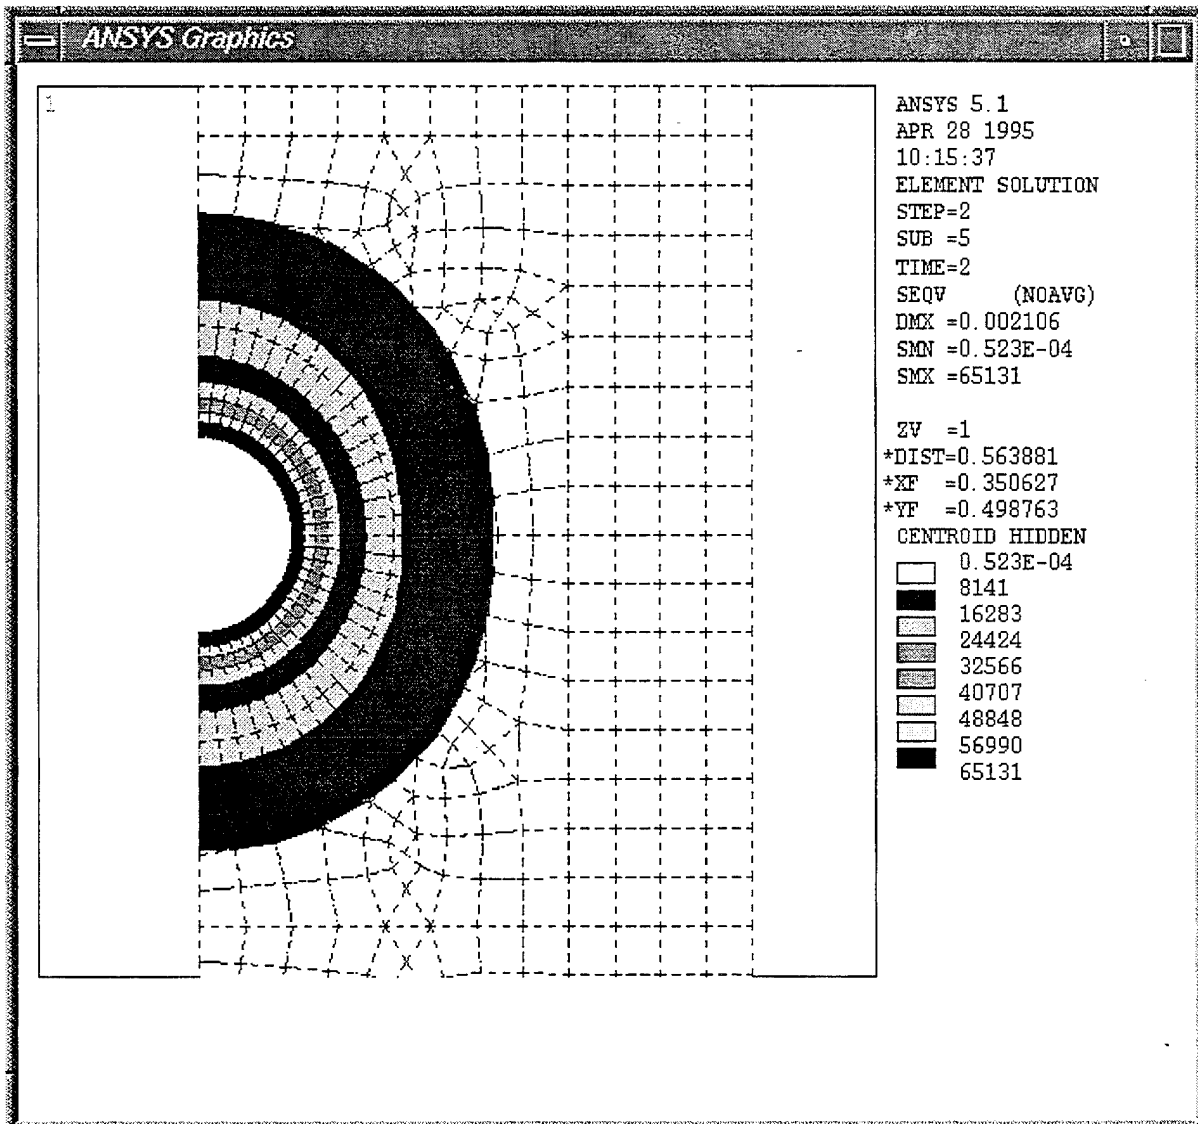 ANSYS Graphics
1
ANSYS 5.1
APR 28 1995
10:15:37
ELEMENT SOLUTION
STEP=2
SUB =5
TIME=2
SEQV (NOAVG)
DMX =0.002106
SMN =0.523E-04
SMX =65131
ZV =1
*DIST=0.563881
*XF =0.350627
*YF =0.498763
CENTROID HIDDEN
0.523E-04
8141
16283
24424
32566
40707
48848
56990
65131